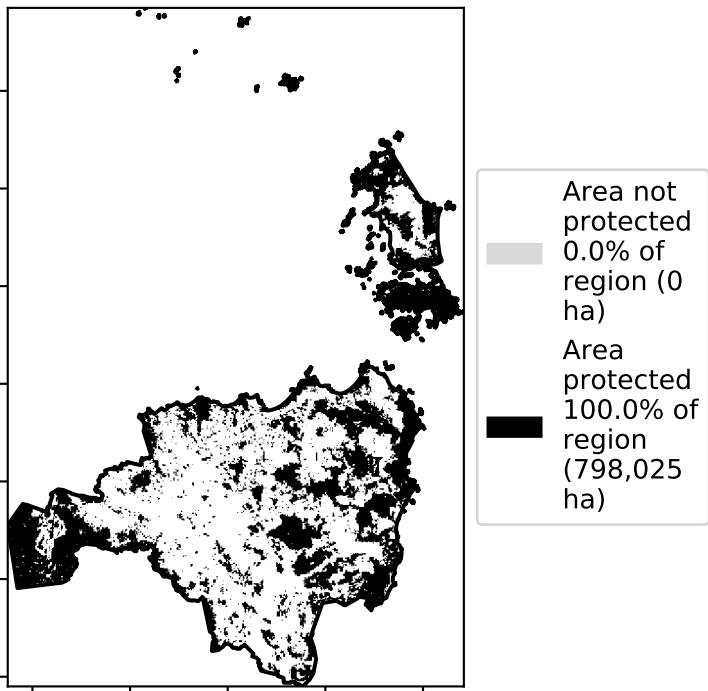 Area not
protected
0.0% of
region (0
ha)
Area
protected
100.0% of
region
(798,025
ha)